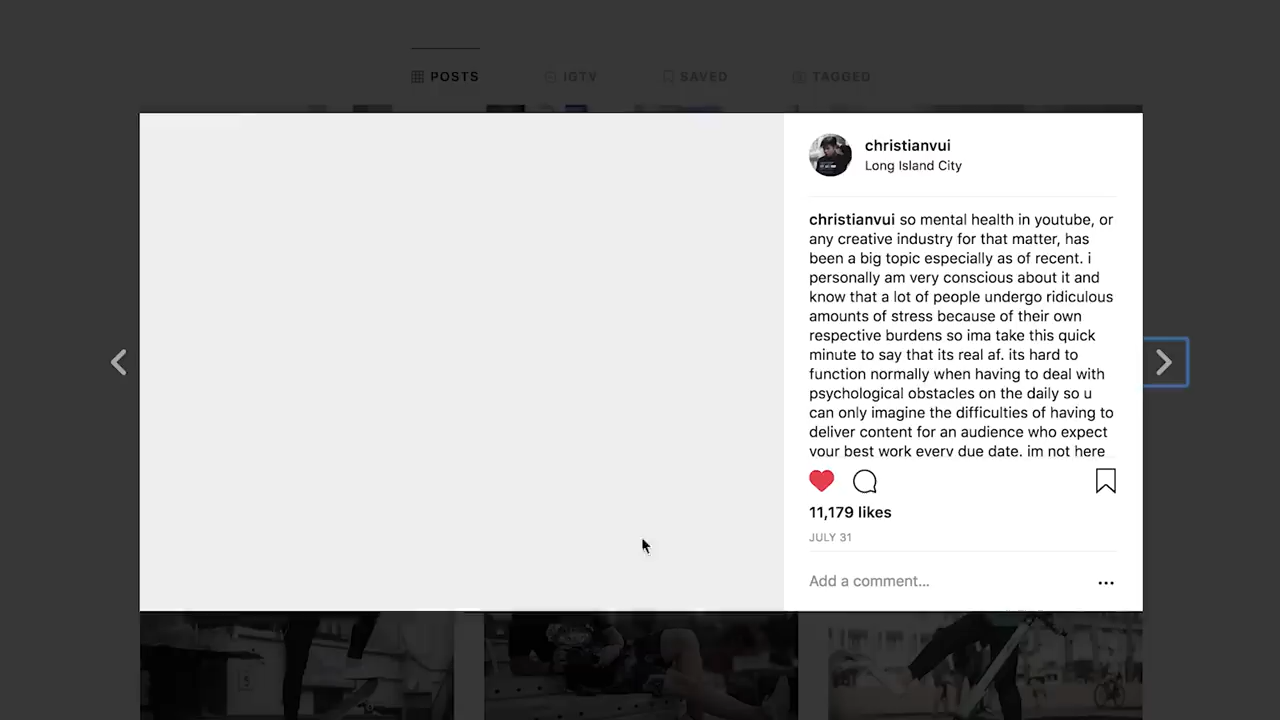 POSTS IGTV SAVED TAGGED
christianvui
Long Island City
christianvui so mental health in youtube, or
any creative industry for that matter, has
been a big topic especially as of recent. i
personally am very conscious about it and
know that a lot of people undergo ridiculous
amounts of stress because of their own
respective burdens so ima take this quick
minute to say that its real af. its hard to
function normally when having to deal with
psychological obstacles on the daily so u
can only imagine the difficulties of having to
deliver content for an audience who expect
your best work every due date. im not here
11,179 likes
JULY 31
Add a comment...